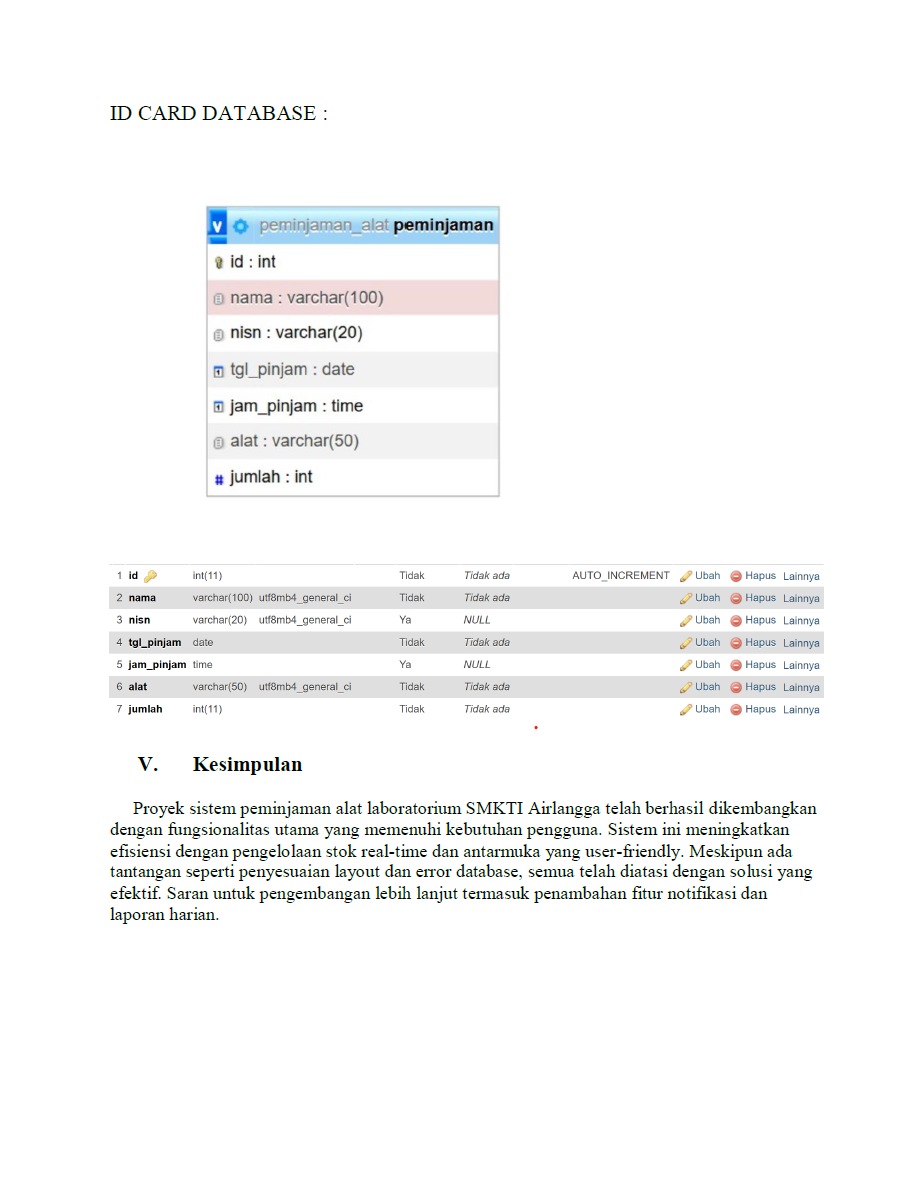 ID CARD DATABASE :
v peminjaman_alat peminjaman
id : int
nama : varchar(100)
nisn : varchar(20)
tgl_pinjam : date
jam_pinjam : time
alat : varchar(50)
# jumlah : int
1 id int(11) Tidak Tidak ada AUTO_INCREMENT Ubah Hapus Lainnya
2 nama varchar(100) utf8mb4_general_ci Tidak Tidak ada Ubah Hapus Lainnya
3 nisn varchar(20) utf8mb4_general_ci Ya NULL Ubah Hapus Lainnya
4 tgl_pinjam date Tidak Tidak ada Ubah Hapus Lainnya
5 jam_pinjam time Ya NULL Ubah Hapus Lainnya
6 alat varchar(50) utf8mb4_general_ci Tidak Tidak ada Ubah Hapus Lainnya
7 jumlah int(11) Tidak Tidak ada Ubah Hapus Lainnya
V. Kesimpulan
Proyek sistem peminjaman alat laboratorium SMKTI Airlangga telah berhasil dikembangkan
dengan fungsionalitas utama yang memenuhi kebutuhan pengguna. Sistem ini meningkatkan
efisiensi dengan pengelolaan stok real-time dan antarmuka yang user-friendly. Meskipun ada
tantangan seperti penyesuaian layout dan error database, semua telah diatasi dengan solusi yang
efektif. Saran untuk pengembangan lebih lanjut termasuk penambahan fitur notifikasi dan
laporan harian.